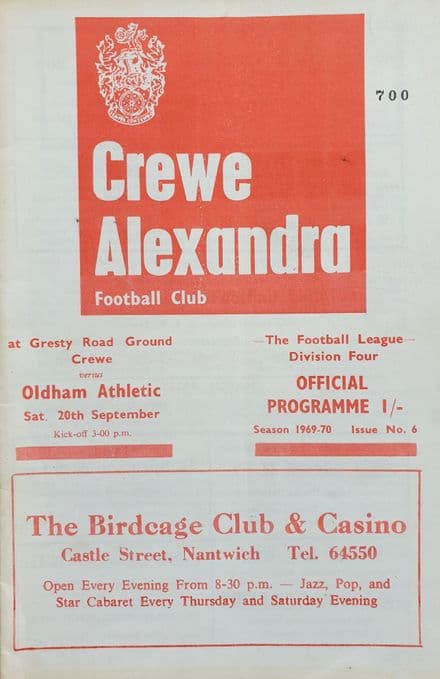 700
Crewe
Alexandra
Football Club
at Gresty Road Ground
Crewe
versus
Oldham Athletic
Sat. 20th September
Kick-off 3-00 p.m.
The Football League
Division Four
OFFICIAL
PROGRAMME 1/-
Season 1969-70 Issue No. 6
The Birdcage Club & Casino
Castle Street, Nantwich Tel. 64550
Open Every Evening From 8-30 p.m. — Jazz, Pop, and
Star Cabaret Every Thursday and Saturday Evening